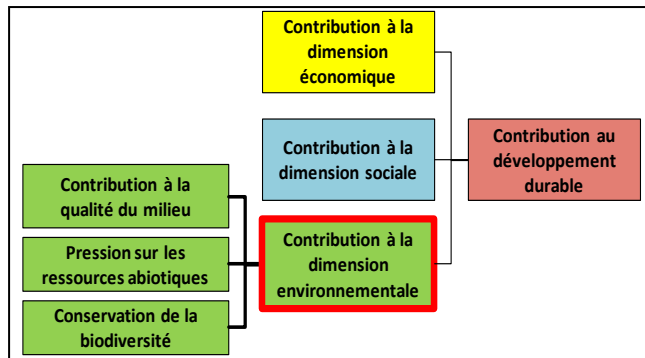 Contribution à la
dimension
économique
Contribution à la
dimension sociale
Contribution au
développement
durable
Contribution à la
qualité du milieu
Pression sur les
ressources abiotiques
Conservation de la
biodiversité
Contribution à la
dimension
environnementale